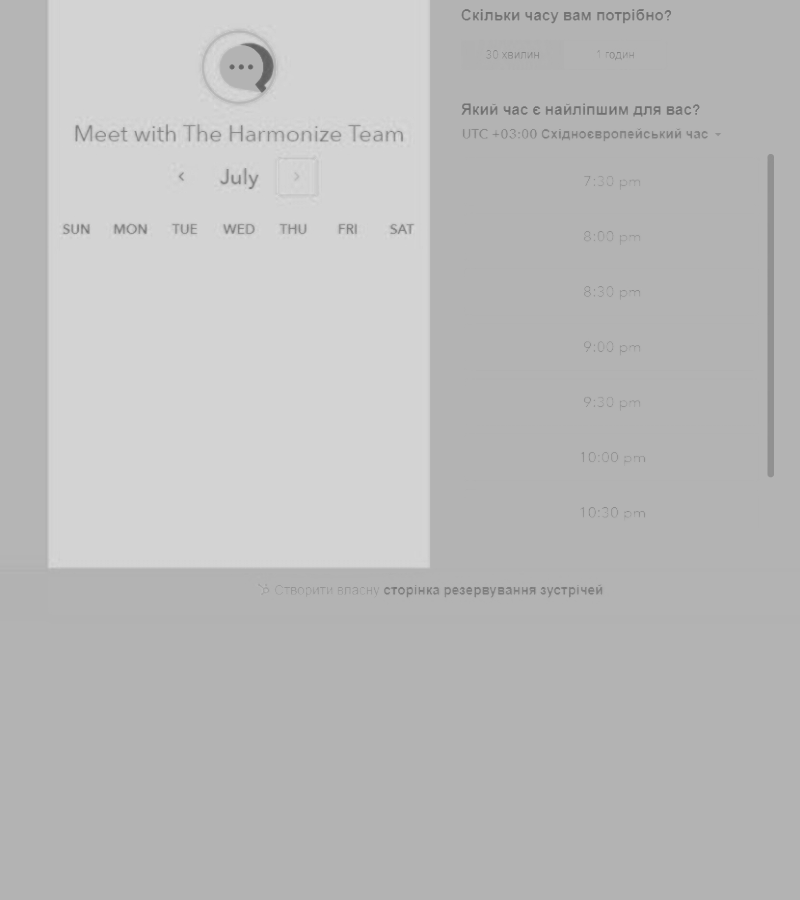 Meet with The Harmonize Team
July
SUN MON TUE WED THU FRI SAT
Скільки часу вам потрібно?
30 хвилин 1 годин
Який час є найліпшим для вас?
UTC +03:00 Східноєвропейський час
7:30 pm
8:00 pm
8:30 pm
9:00 pm
9:30 pm
10:00 pm
10:30 pm
Створити власну сторінка резервування зустрічей